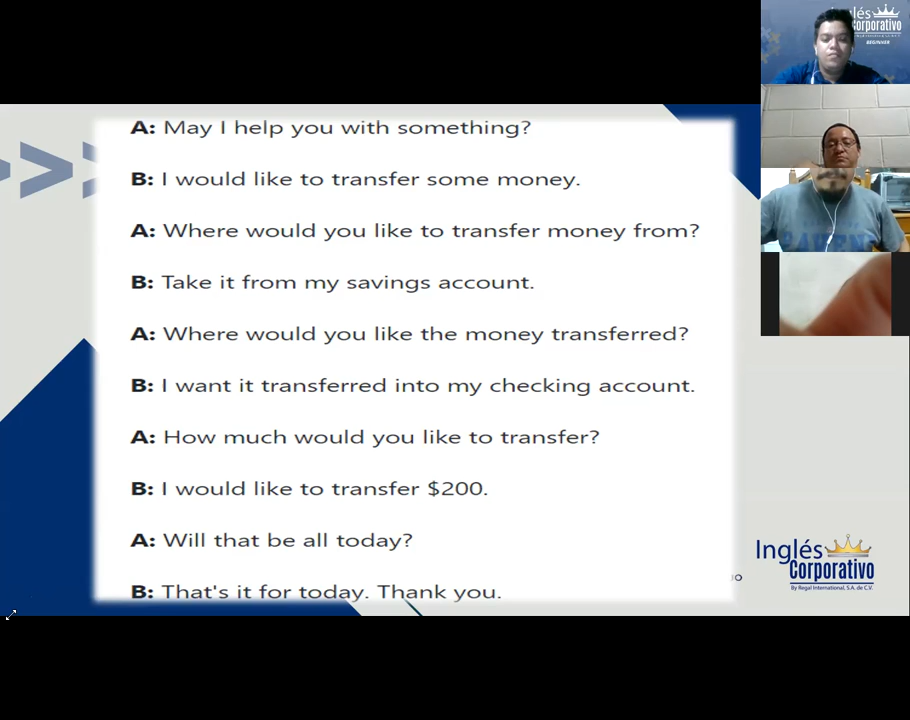 Inglés
Corporativo
BEGINNER
A: May I help you with something?
B: I would like to transfer some money.
A: Where would you like to transfer money from?
B: Take it from my savings account.
A: Where would you like the money transferred?
B: I want it transferred into my checking account.
A: How much would you like to transfer?
B: I would like to transfer $200.
A: Will that be all today?
B: That's it for today. Thank you.
Inglés
Corporativo
By Regal International, S.A. de C.V.